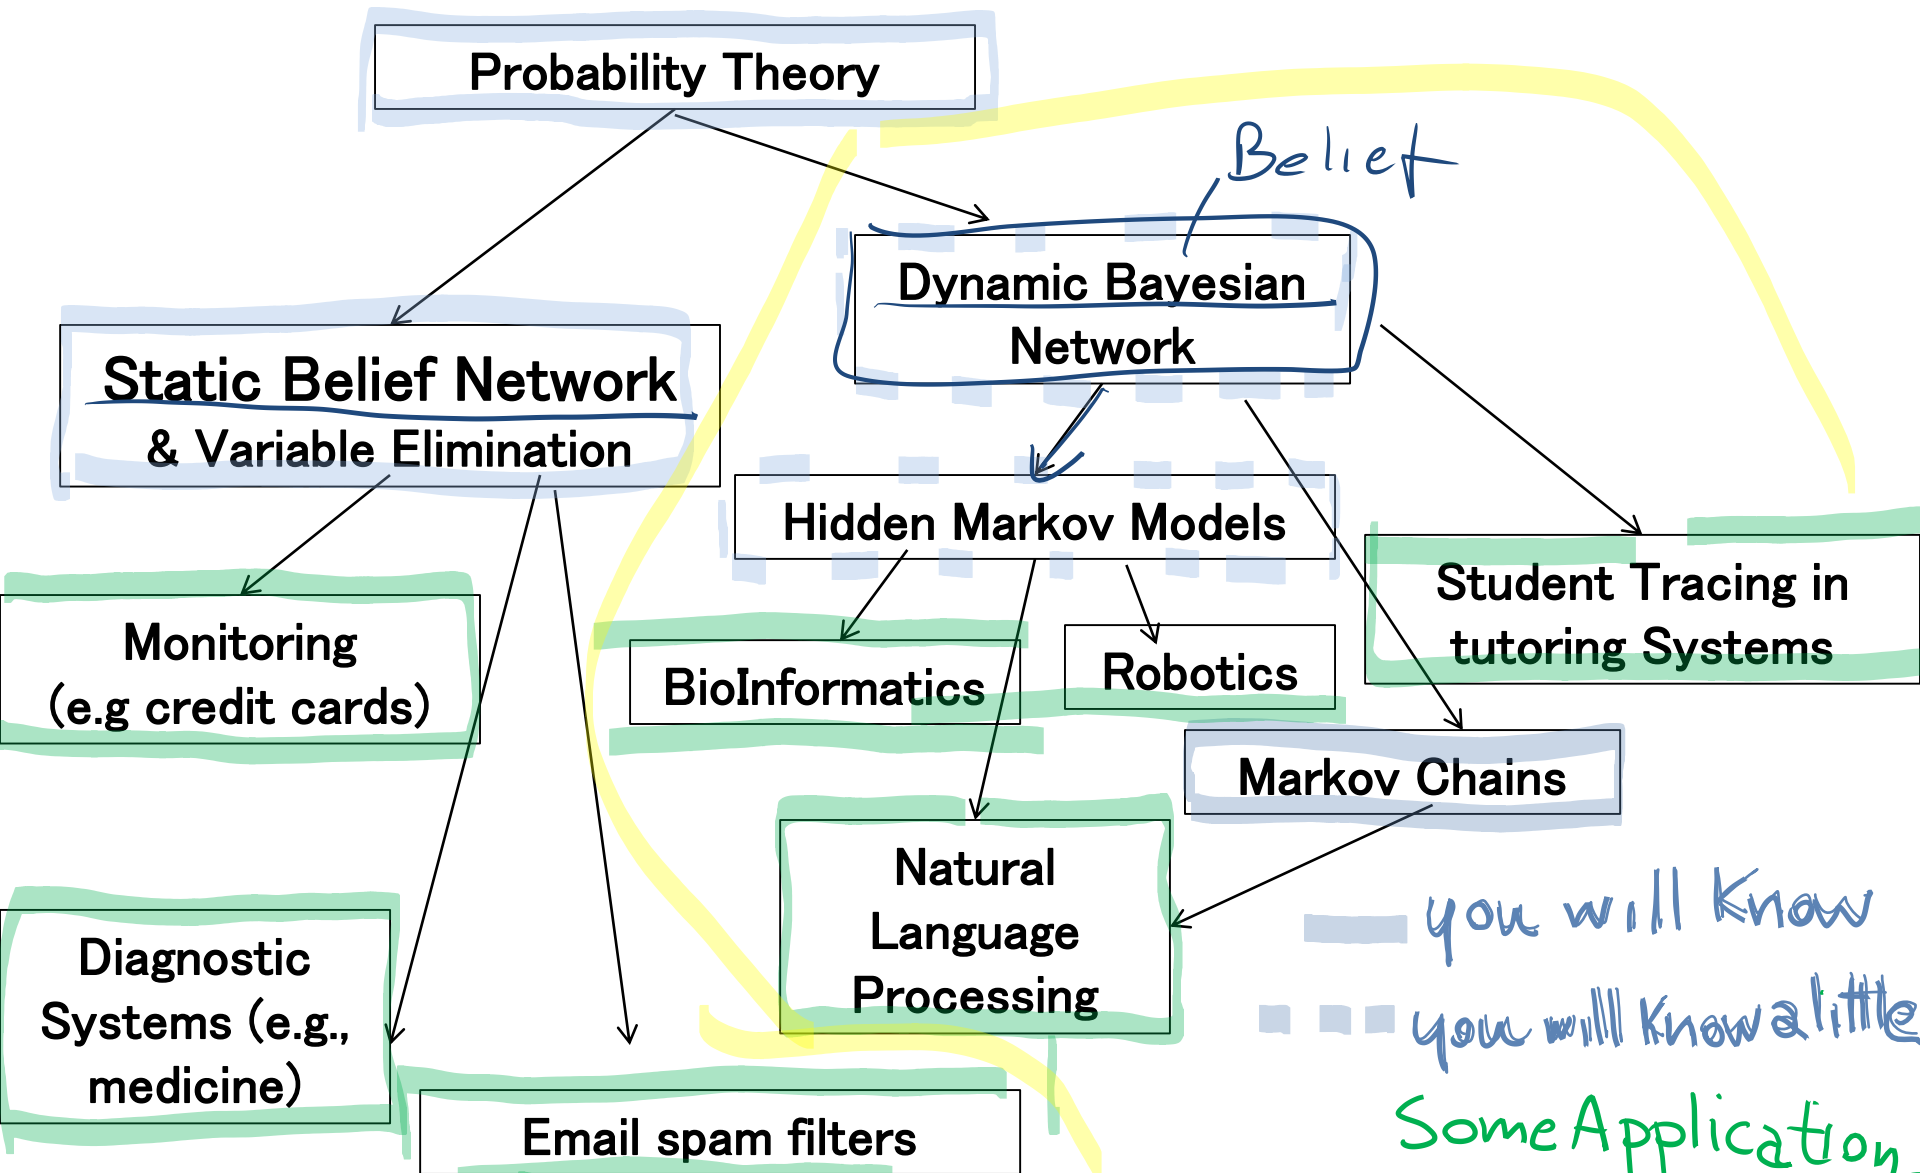 Probability Theory
Belief
Dynamic Bayesian
Network
Static Belief Network
& Variable Elimination
Hidden Markov Models
Student Tracing in
tutoring Systems
Monitoring
(e.g credit cards)
BioInformatics
Robotics
Markov Chains
Natural
Language
Processing
you will Know
Diagnostic
Systems (e.g.,
medicine)
you will Know a little
Some Application
Email spam filters